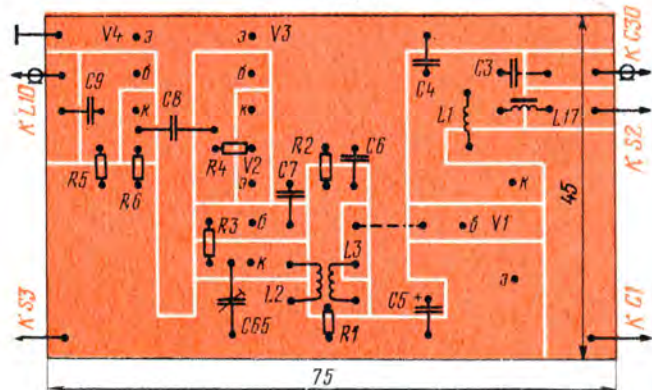 V4 э V3 э
К L10 C9 б б C4 C3 К C30
C8 к к L1 L17 К S2
R5 R6 R4 V2 R2 C6
C7 э к 45
R3 б б V1
к L3 э
К S3 L2 C5 + К C1
C65 R1
75